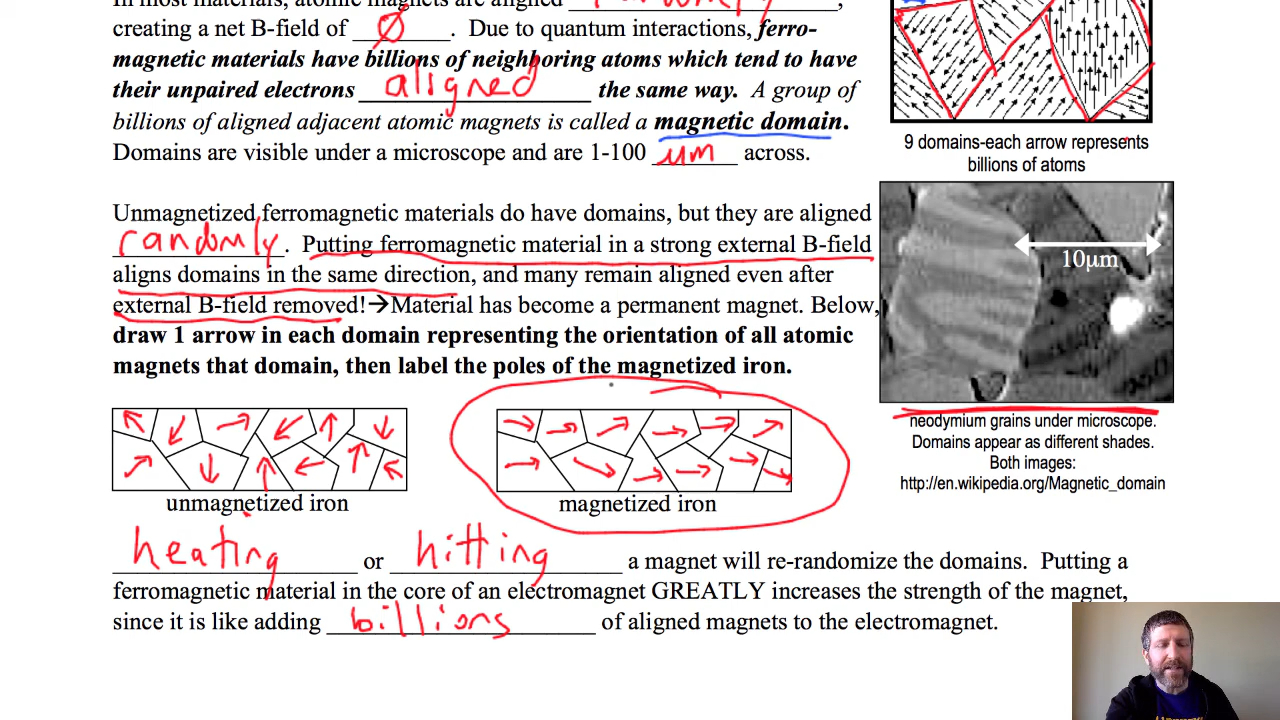 In most materials, atomic magnets are aligned randomly,
creating a net B-field of Ø. Due to quantum interactions, ferro-
magnetic materials have billions of neighboring atoms which tend to have
their unpaired electrons aligned the same way. A group of
billions of aligned adjacent atomic magnets is called a magnetic domain.
Domains are visible under a microscope and are 1-100 μm across.
9 domains-each arrow represents
billions of atoms
Unmagnetized ferromagnetic materials do have domains, but they are aligned
randomly. Putting ferromagnetic material in a strong external B-field
aligns domains in the same direction, and many remain aligned even after
external B-field removed!→Material has become a permanent magnet. Below,
draw 1 arrow in each domain representing the orientation of all atomic
magnets that domain, then label the poles of the magnetized iron.
10μm
neodymium grains under microscope.
Domains appear as different shades.
Both images:
http://en.wikipedia.org/Magnetic_domain
unmagnetized iron
magnetized iron
heating or hitting a magnet will re-randomize the domains. Putting a
ferromagnetic material in the core of an electromagnet GREATLY increases the strength of the magnet,
since it is like adding billions of aligned magnets to the electromagnet.